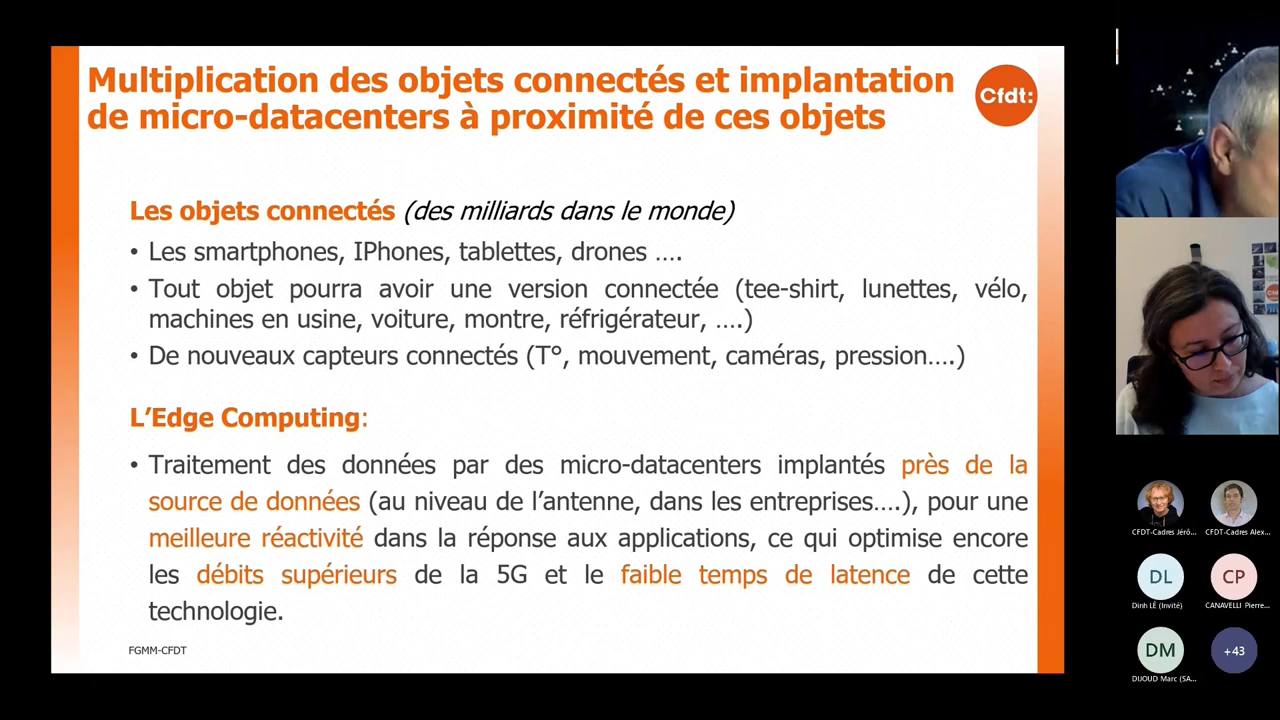 Multiplication des objets connectés et implantation
de micro-datacenters à proximité de ces objets
Cfdt:
Les objets connectés (des milliards dans le monde)
• Les smartphones, IPhones, tablettes, drones ….
• Tout objet pourra avoir une version connectée (tee-shirt, lunettes, vélo,
machines en usine, voiture, montre, réfrigérateur, ….)
• De nouveaux capteurs connectés (T°, mouvement, caméras, pression….)
L’Edge Computing:
• Traitement des données par des micro-datacenters implantés près de la
source de données (au niveau de l’antenne, dans les entreprises….), pour une
meilleure réactivité dans la réponse aux applications, ce qui optimise encore
les débits supérieurs de la 5G et le faible temps de latence de cette
technologie.
FGMM-CFDT
CFDT-Cadres Jérô...
CFDT-Cadres Alex...
DL
Dinh LÊ (Invité)
CP
CANAVELLI Pierre...
DM
DIJOUD Marc (SA...
+43